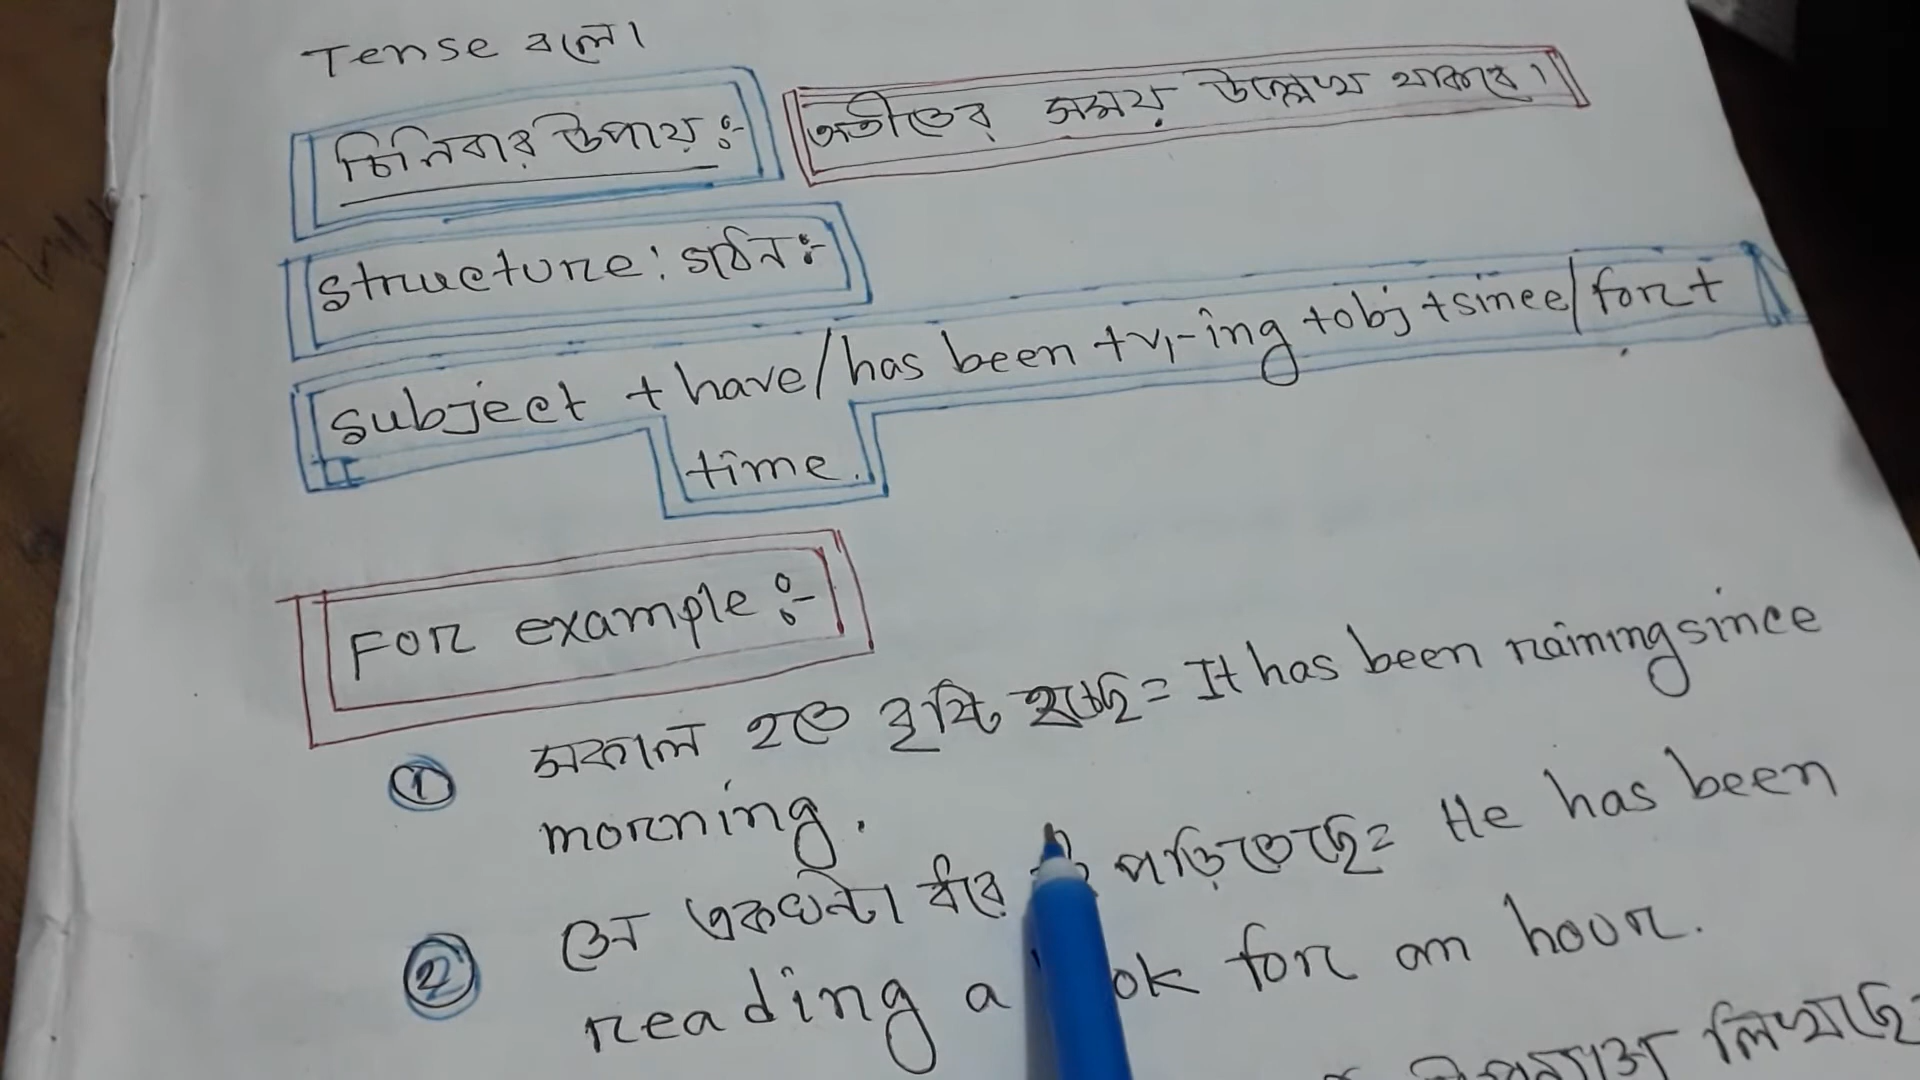 Tense বলে।
চিনিবার উপায় ঃ-
অতীতের সময় উল্লেখ থাকবে।
structure: গঠন ঃ-
subject + have/has been + v₁-ing + obj + since/for +
time.
For example ঃ-
① সকাল হতে বৃষ্টি হচ্ছে = It has been raining since
morning.
② সে একঘন্টা ধরে পড়িতেছে = He has been
reading a ok for an hour.
লিখছে